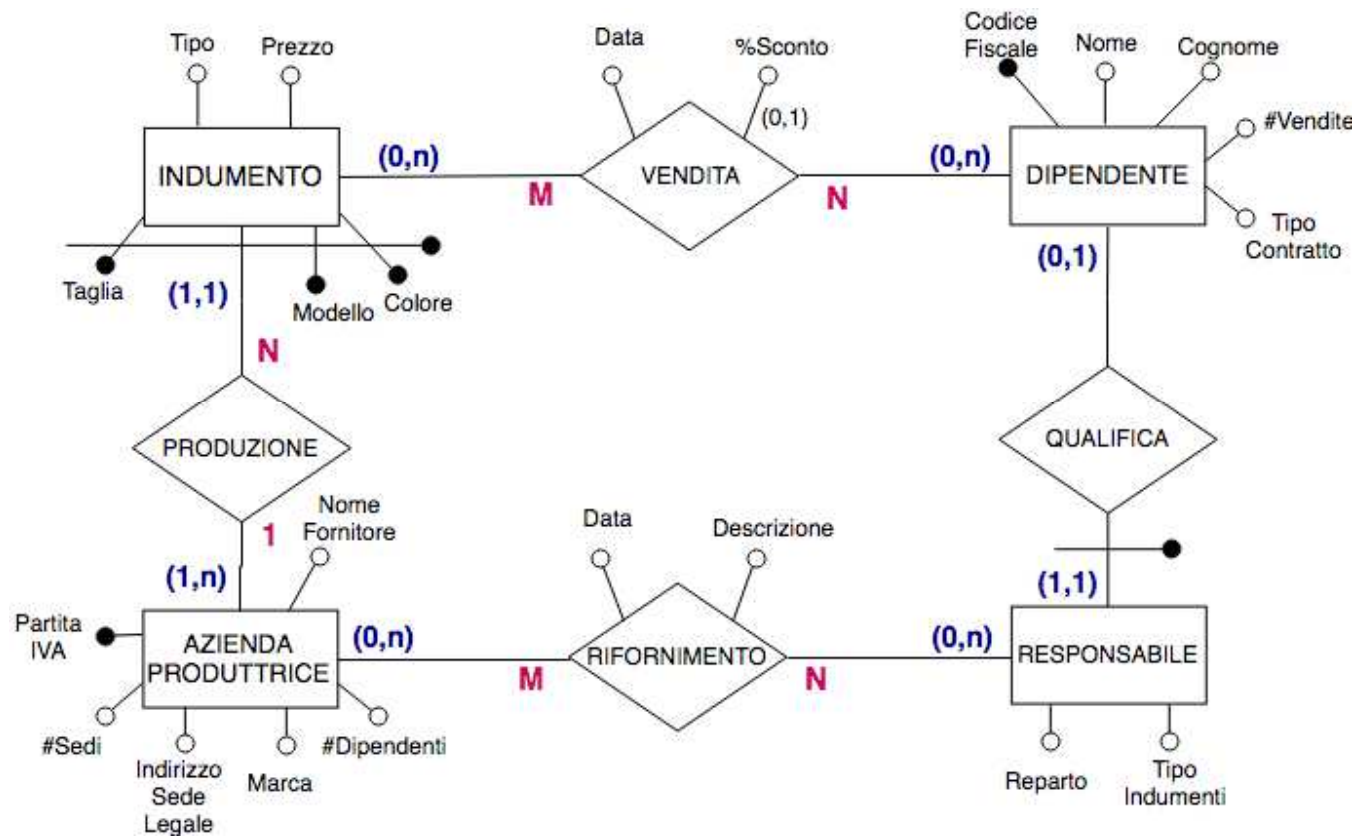 Tipo
Prezzo
Data
%Sconto
Codice
Fiscale
Nome
Cognome
#Vendite
(0,1)
INDUMENTO
(0,n)
M
VENDITA
N
(0,n)
DIPENDENTE
Tipo
Contratto
(0,1)
Taglia
(1,1)
Modello
Colore
N
PRODUZIONE
QUALIFICA
1
Nome
Fornitore
Data
Descrizione
(1,n)
(1,1)
Partita
IVA
AZIENDA
PRODUTTRICE
(0,n)
M
RIFORNIMENTO
N
(0,n)
RESPONSABILE
#Sedi
Indirizzo
Sede
Legale
Marca
#Dipendenti
Reparto
Tipo
Indumenti